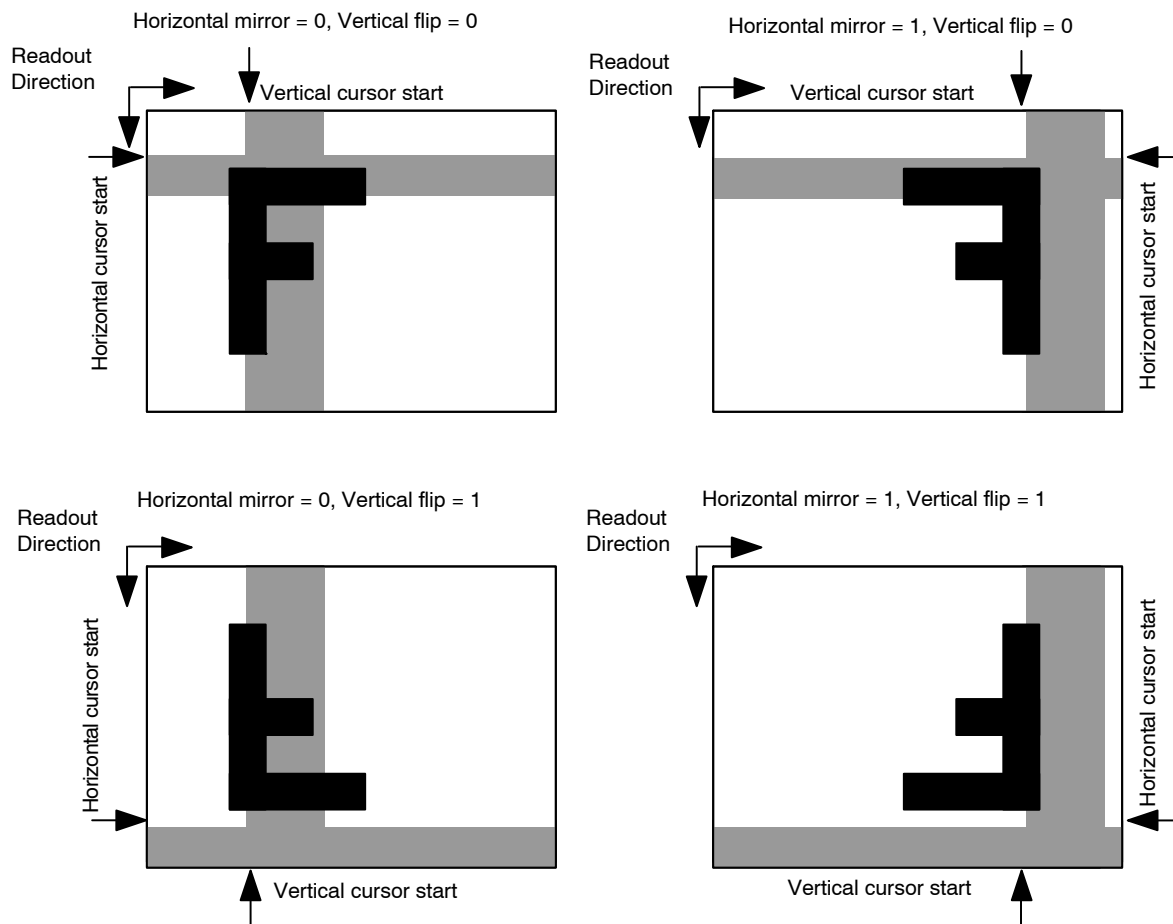 Horizontal mirror = 0, Vertical flip = 0
Readout
Direction
Vertical cursor start
Horizontal cursor start
Horizontal mirror = 1, Vertical flip = 0
Readout
Direction
Vertical cursor start
Horizontal cursor start
Horizontal mirror = 0, Vertical flip = 1
Readout
Direction
Horizontal cursor start
Vertical cursor start
Horizontal mirror = 1, Vertical flip = 1
Readout
Direction
Horizontal cursor start
Vertical cursor start